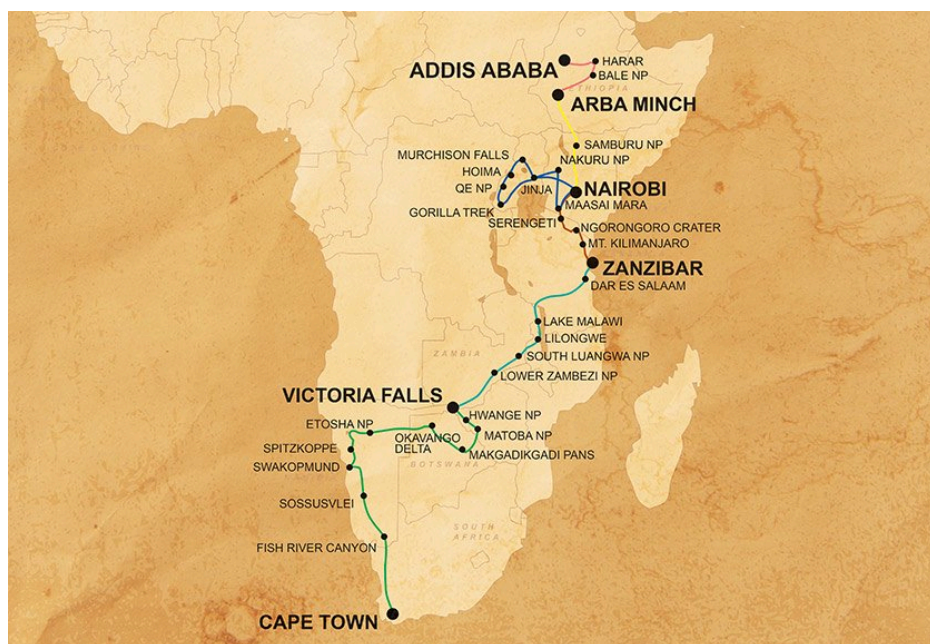 ADDIS ABABA
HARAR
BALE NP
ETHIOPIA
ARBA MINCH
SAMBURU NP
MURCHISON FALLS
NAKURU NP
HOIMA
QE NP
JINJA
NAIROBI
GORILLA TREK
MAASAI MARA
SERENGETI
NGORONGORO CRATER
MT. KILIMANJARO
ZANZIBAR
DAR ES SALAAM
LAKE MALAWI
LILONGWE
ZAMBIA
SOUTH LUANGWA NP
LOWER ZAMBEZI NP
VICTORIA FALLS
HWANGE NP
ETOSHA NP
OKAVANGO
DELTA
MATOBA NP
SPITZKOPPE
MAKGADIKGADI PANS
BOTSWANA
SWAKOPMUND
SOSSUSVLEI
SOUTH
AFRICA
FISH RIVER CANYON
CAPE TOWN